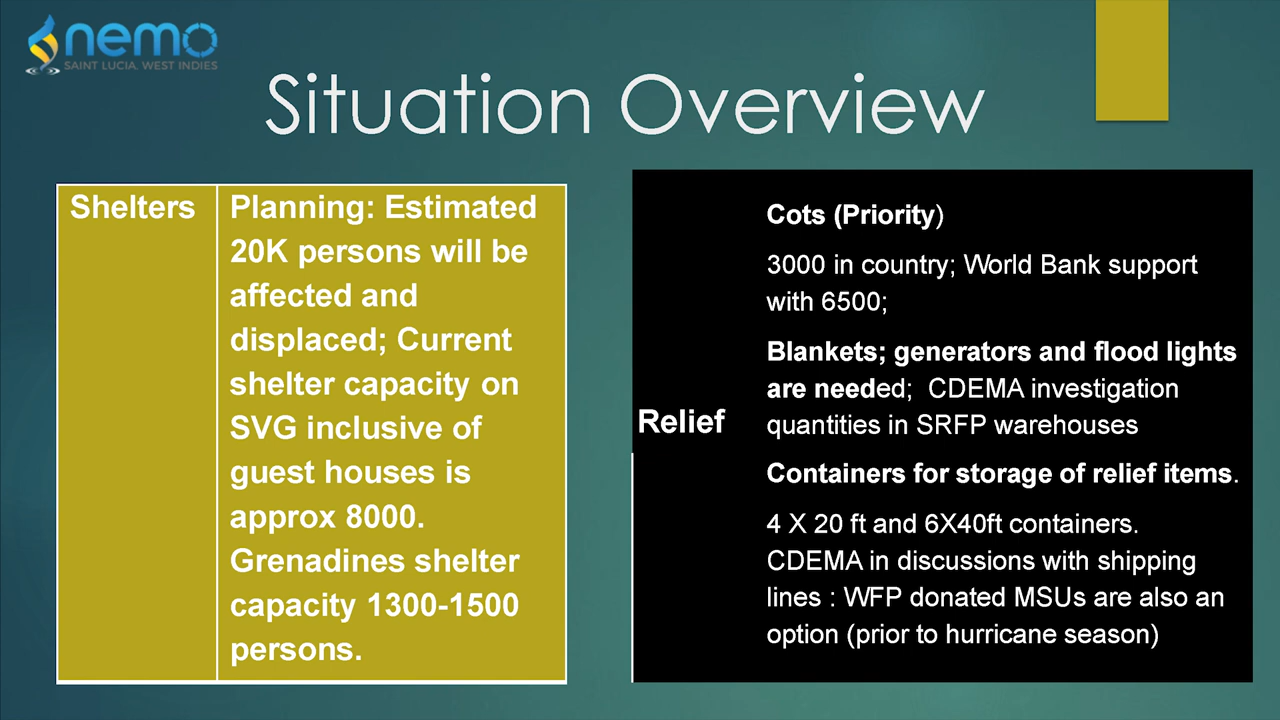 nemo
SAINT LUCIA, WEST INDIES
Situation Overview
Shelters
Planning: Estimated
20K persons will be
affected and
displaced; Current
shelter capacity on
SVG inclusive of
guest houses is
approx 8000.
Grenadines shelter
capacity 1300-1500
persons.
Relief
Cots (Priority)
3000 in country; World Bank support
with 6500;
Blankets; generators and flood lights
are needed;  CDEMA investigation
quantities in SRFP warehouses
Containers for storage of relief items.
4 X 20 ft and 6X40ft containers.
CDEMA in discussions with shipping
lines : WFP donated MSUs are also an
option (prior to hurricane season)